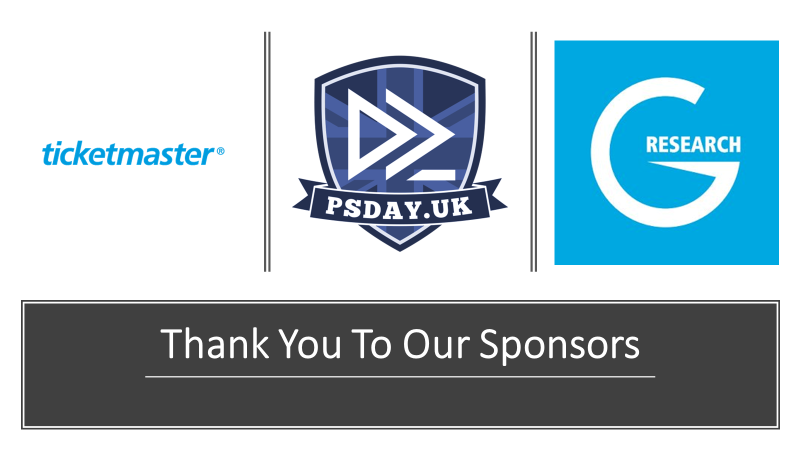 ticketmaster®
PSDAY.UK
G
RESEARCH
Thank You To Our Sponsors